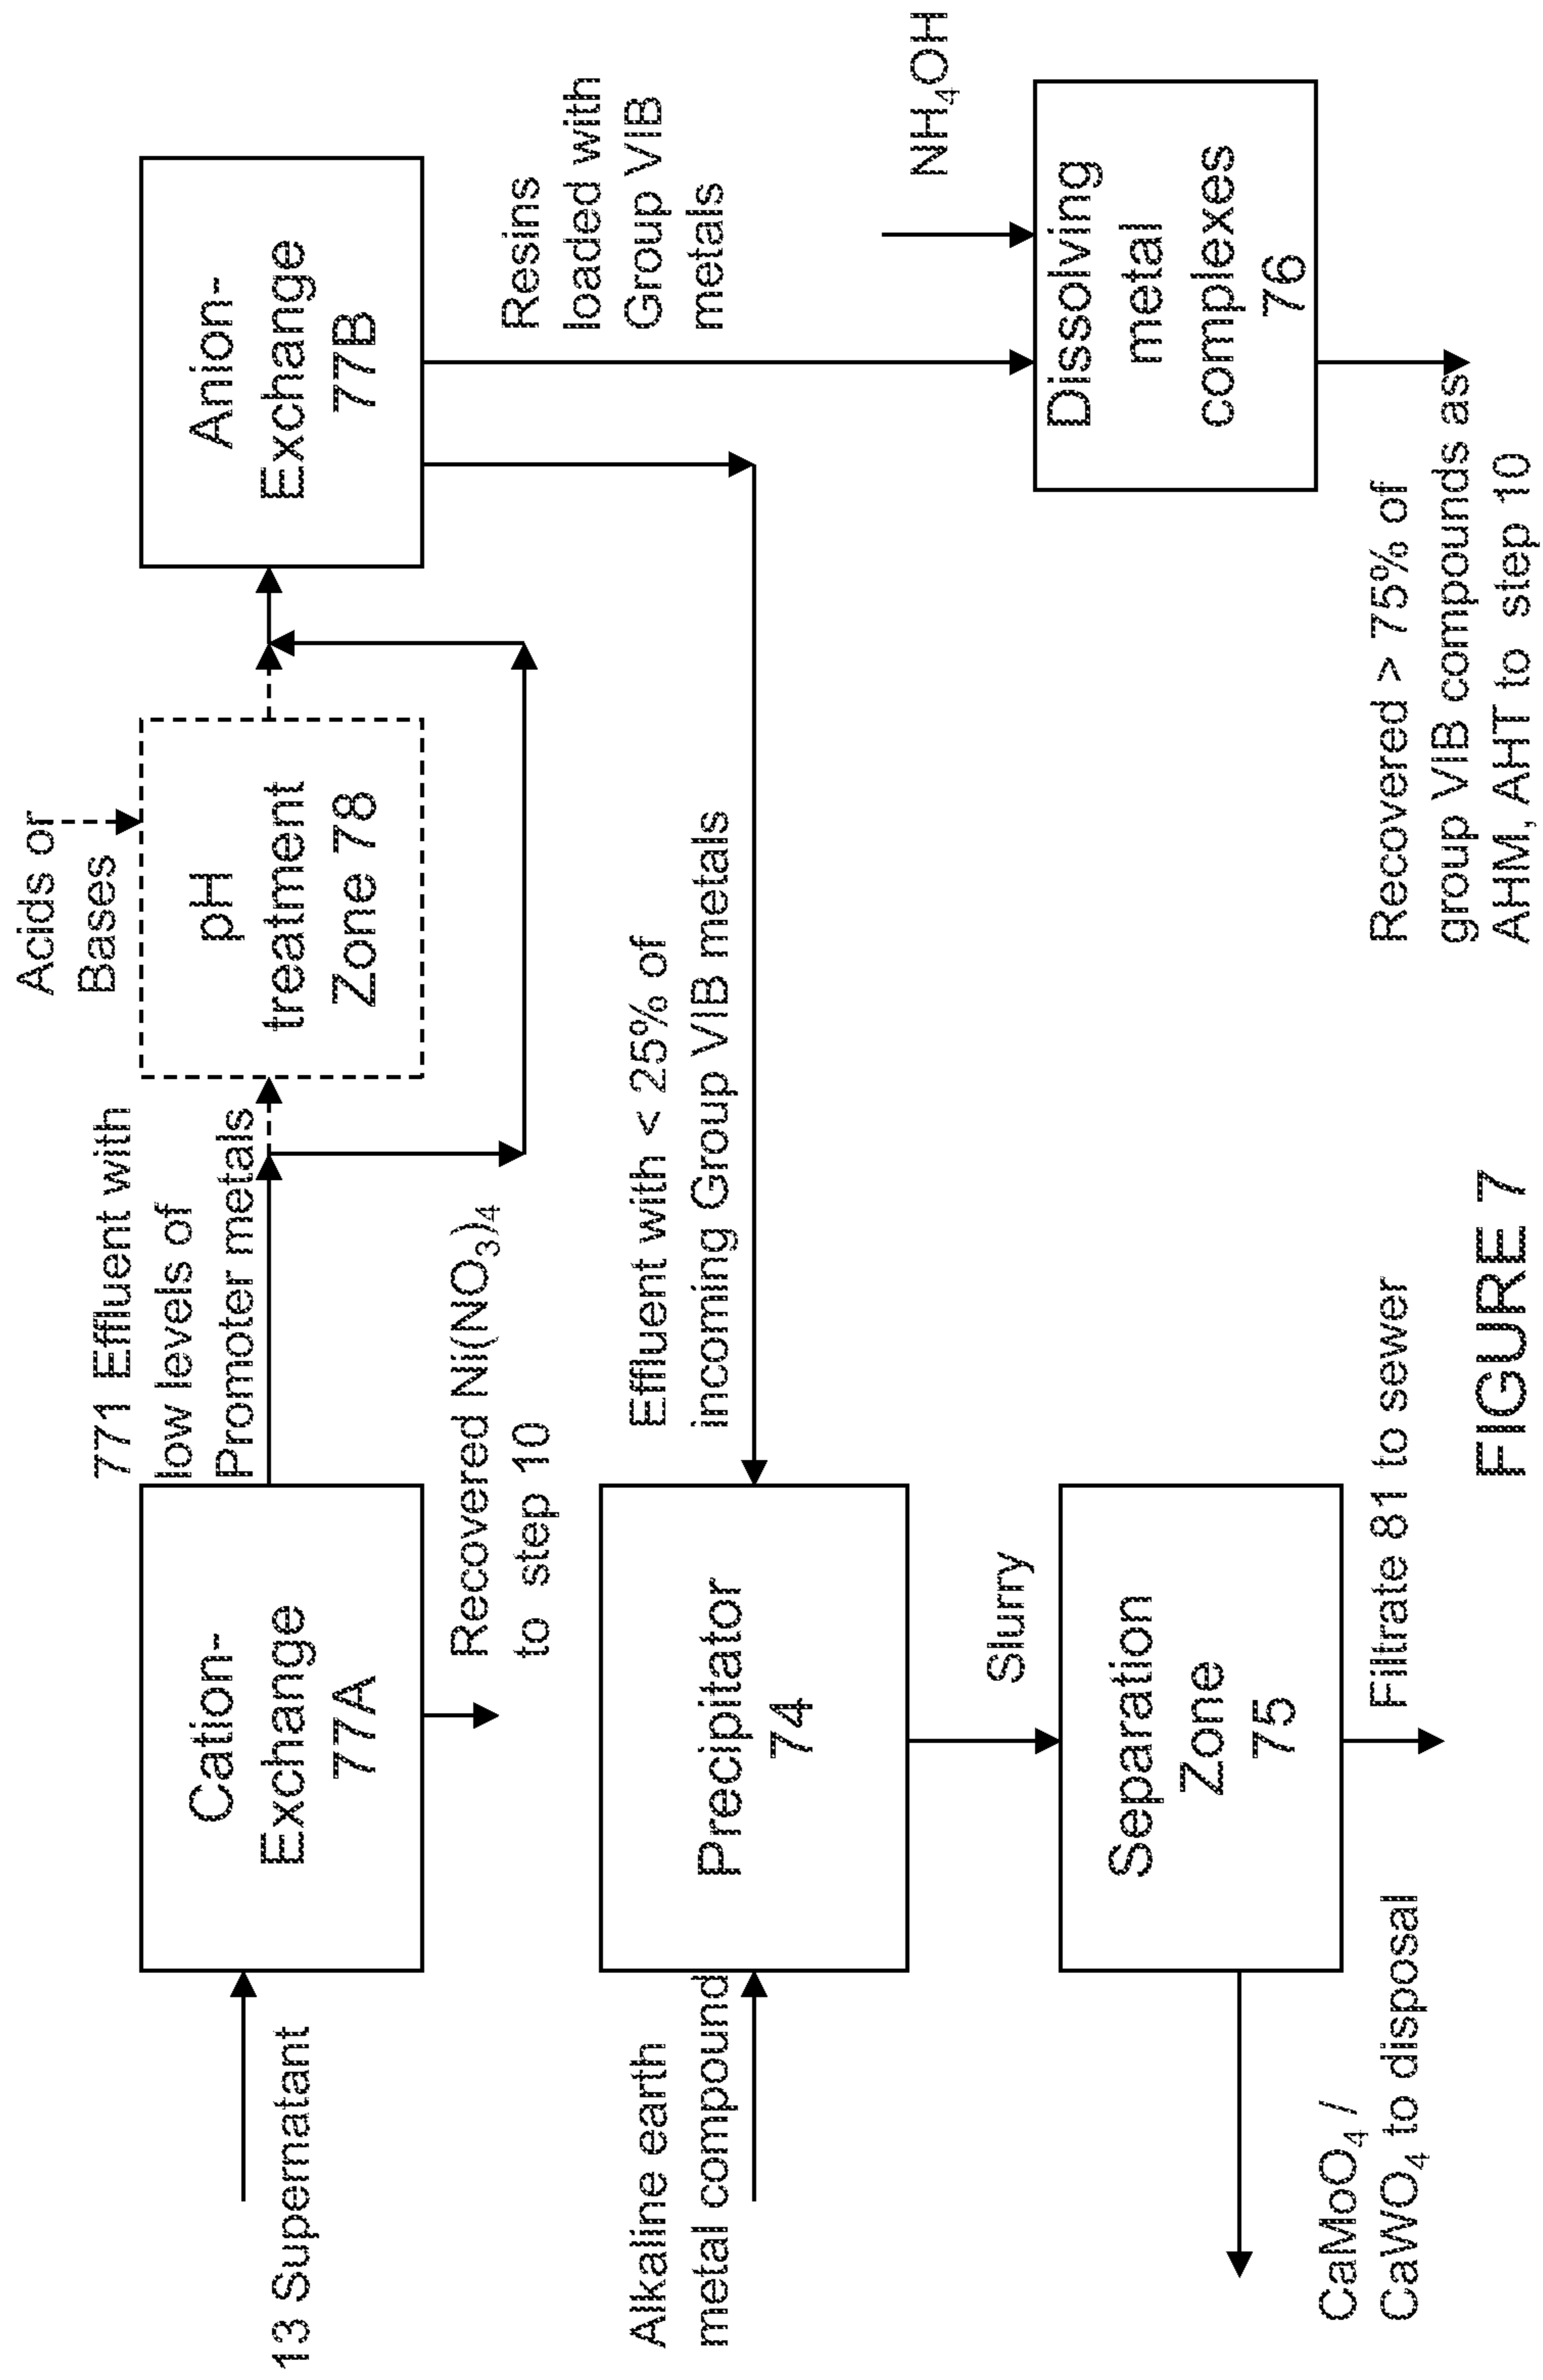 13 Supernatant
Cation-
Exchange
77A
771 Effluent with
low levels of
Promoter metals
Recovered Ni(NO3)4
to step 10
Acids or
Bases
pH
treatment
Zone 78
Anion-
Exchange
77B
Resins
loaded with
Group VIB
metals
Effluent with < 25% of
incoming Group VIB metals
Alkaline earth
metal compound
Precipitator
74
Slurry
Separation
Zone
75
CaMoO4 /
CaWO4 to disposal
Filtrate 81 to sewer
NH4OH
Dissolving
metal
complexes
76
Recovered > 75% of
group VIB compounds as
AHM, AHT to step 10
FIGURE 7